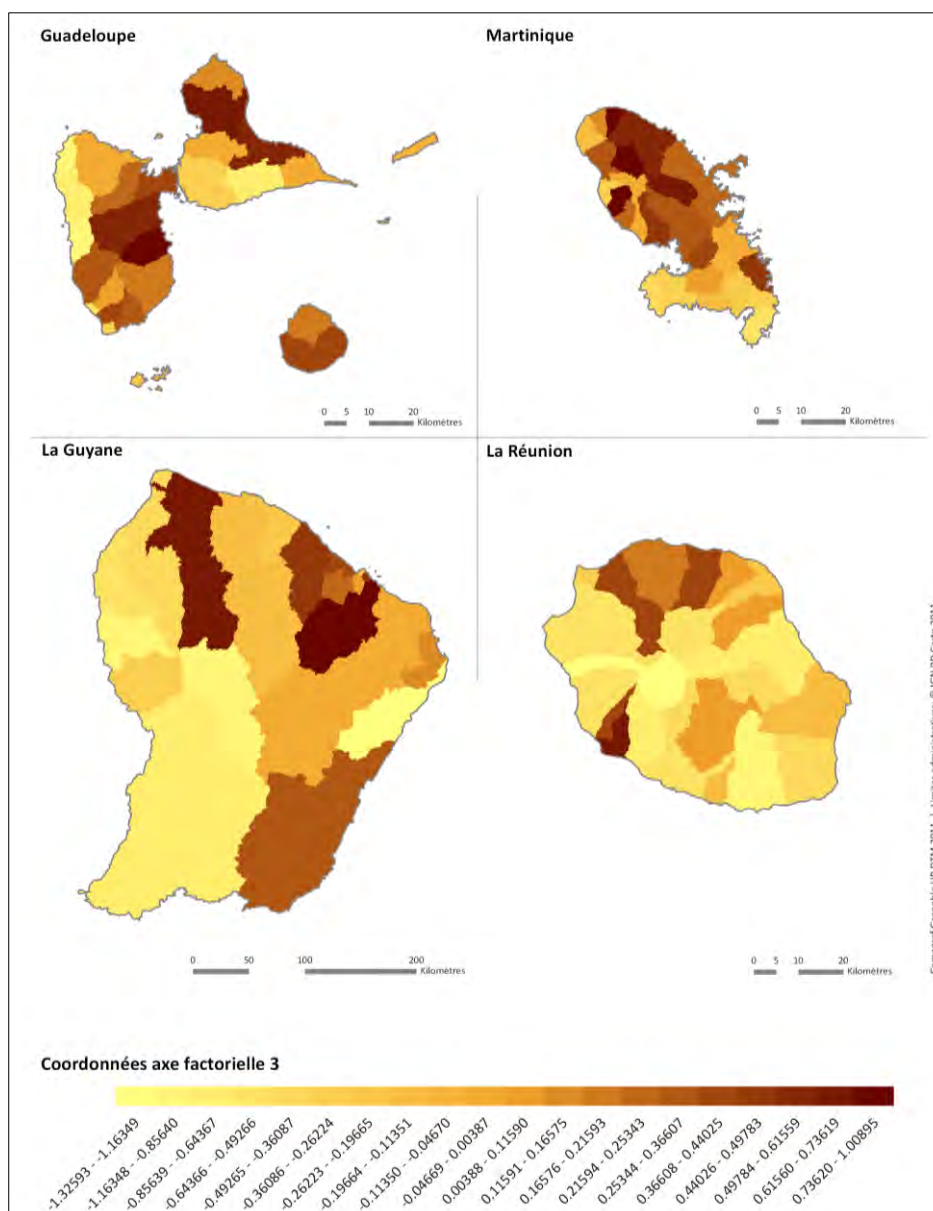 Guadeloupe
Martinique
0 5 10 20
Kilomètres
0 5 10 20
Kilomètres
La Guyane
La Réunion
0 50 100 200
Kilomètres
0 5 10 20
Kilomètres
Coordonnées axe factorielle 3
-1.32593 - -1.16349
-1.16348 - -0.85640
-0.85639 - -0.64367
-0.64366 - -0.49266
-0.49265 - -0.36087
-0.36086 - -0.26224
-0.26223 - -0.19665
-0.19664 - -0.11351
-0.11350 - -0.04670
-0.04669 - 0.00387
0.00388 - 0.11590
0.11591 - 0.16575
0.16576 - 0.21593
0.21594 - 0.25343
0.25344 - 0.36607
0.36608 - 0.44025
0.44026 - 0.49783
0.49784 - 0.61559
0.61560 - 0.73619
0.73620 - 1.00895